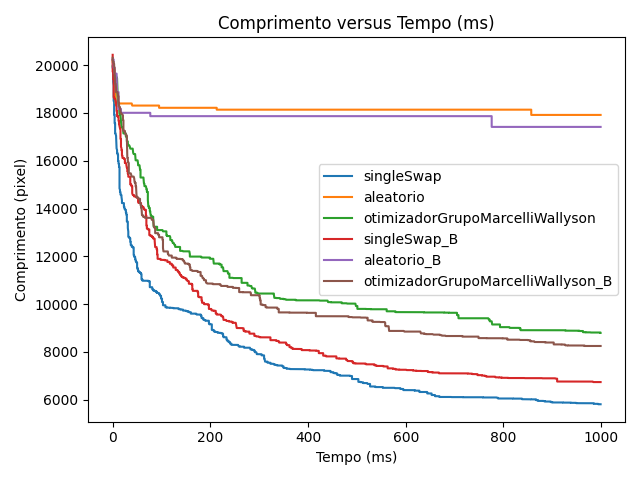 Comprimento versus Tempo (ms)
Comprimento (pixel)
20000
18000
16000
14000
12000
10000
8000
6000
singleSwap
aleatorio
otimizadorGrupoMarcelliWallyson
singleSwap_B
aleatorio_B
otimizadorGrupoMarcelliWallyson_B
0 200 400 600 800 1000
Tempo (ms)